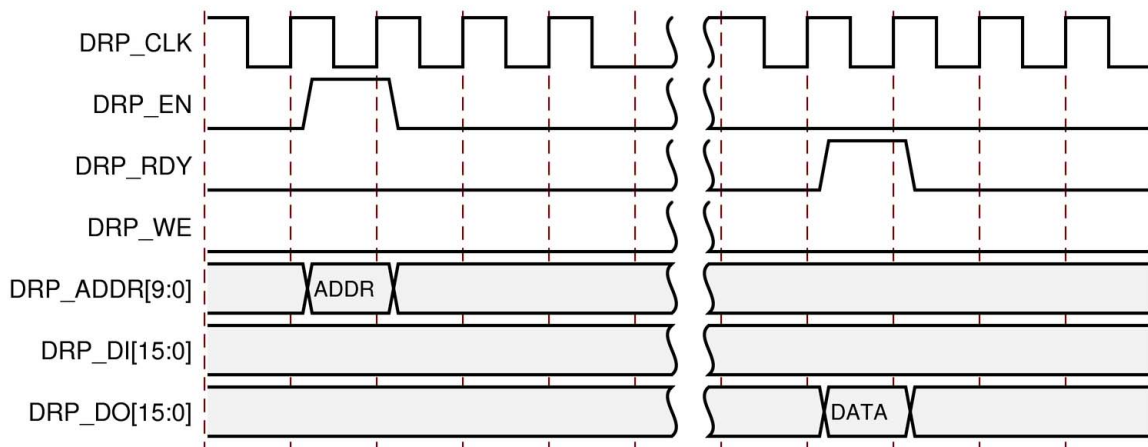 DRP_CLK
DRP_EN
DRP_RDY
DRP_WE
DRP_ADDR[9:0] ADDR
DRP_DI[15:0]
DRP_DO[15:0] DATA